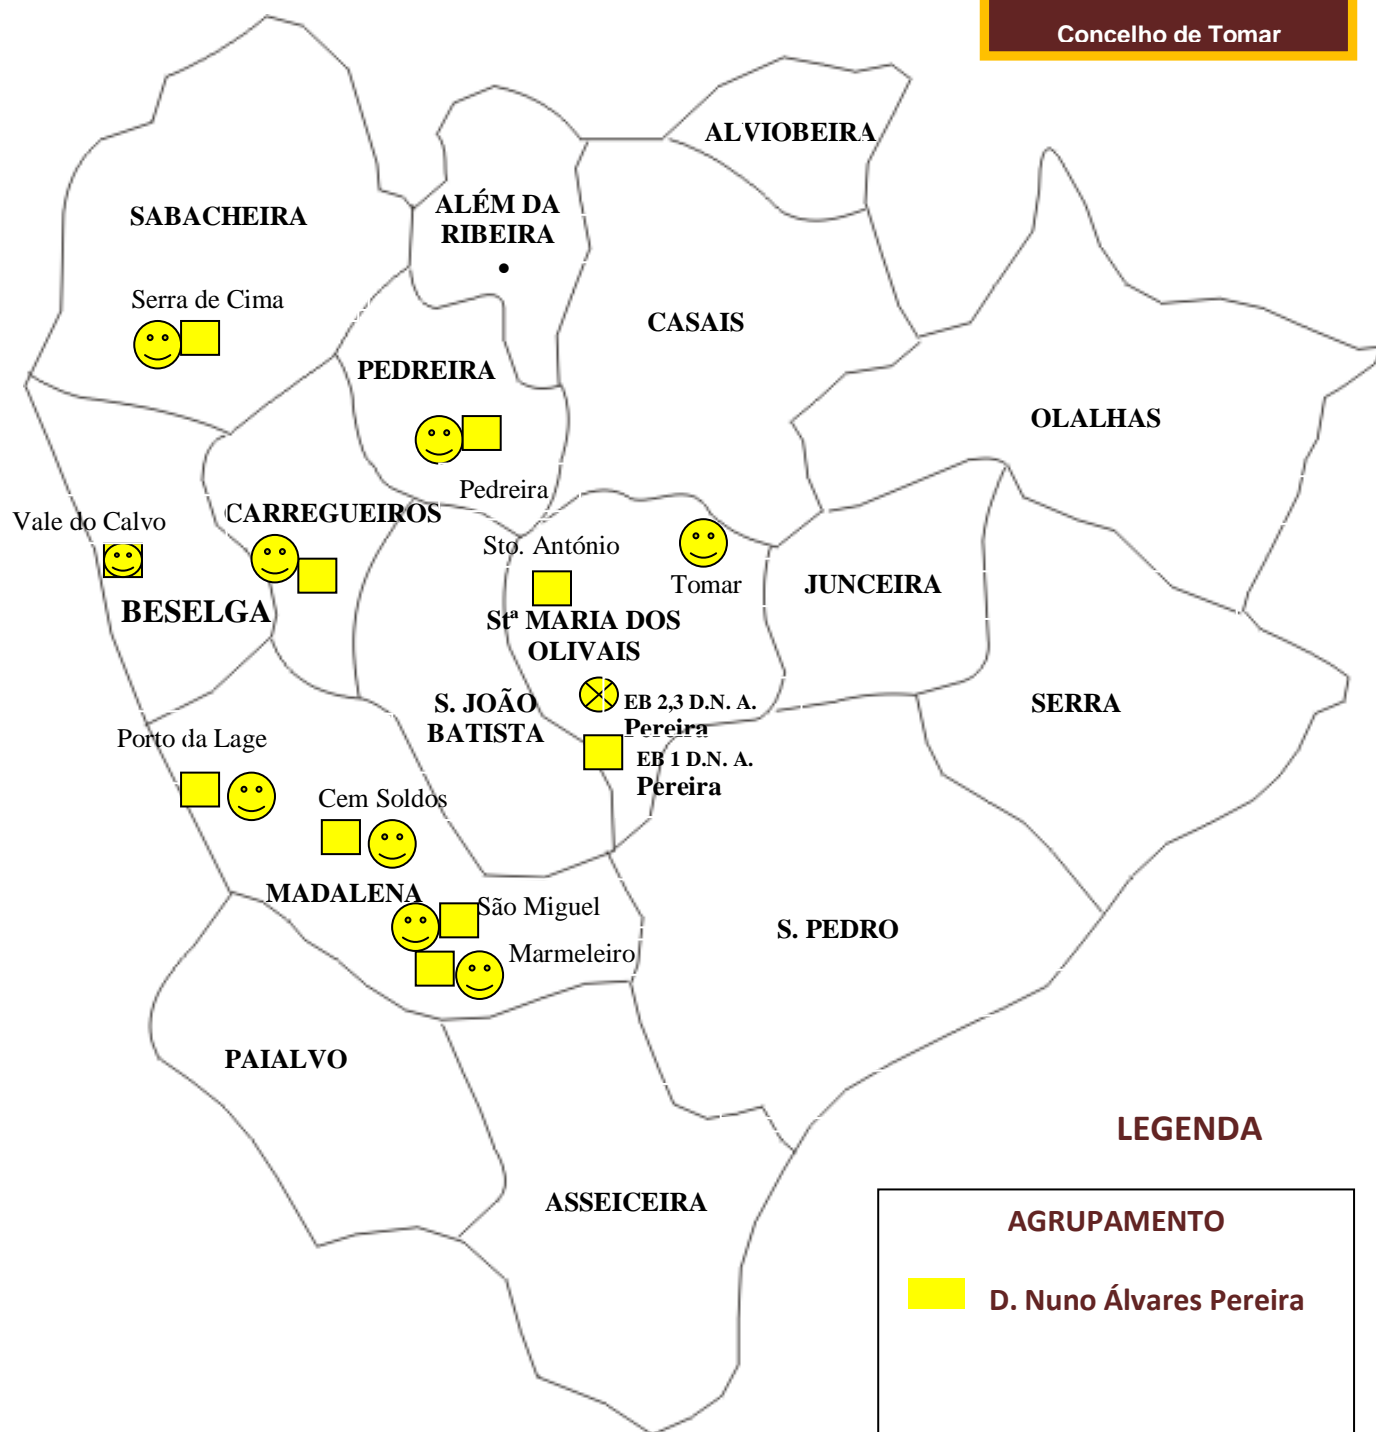 Concelho de Tomar
ALVIOBEIRA
SABACHEIRA
ALÉM DA
RIBEIRA
Serra de Cima
CASAIS
PEDREIRA
OLALHAS
Pedreira
Vale do Calvo
CARREGUEIROS
Sto. António
Tomar
JUNCEIRA
BESELGA
Stª MARIA DOS
OLIVAIS
S. JOÃO
BATISTA
EB 2,3 D.N. A.
Pereira
SERRA
Porto da Lage
EB 1 D.N. A.
Pereira
Cem Soldos
MADALENA
São Miguel
S. PEDRO
Marmeleiro
PAIALVO
LEGENDA
ASSEICEIRA
AGRUPAMENTO
D. Nuno Álvares Pereira